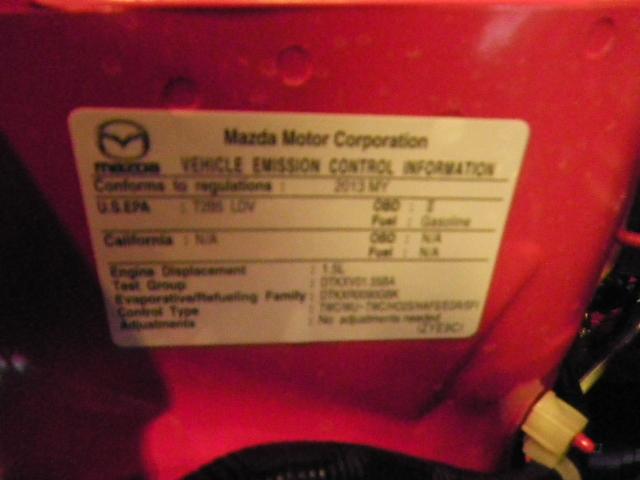 mazda
Mazda Motor Corporation
VEHICLE EMISSION CONTROL INFORMATION
Conforms to regulations : 2013 MY
U.S.EPA : T2B5 LDV OBD : II
Fuel : Gasoline
California : N/A OBD : N/A
Fuel : N/A
Engine Displacement : 1.5L
Test Group :
Evaporative/Refueling Family :
Control Type :
Adjustments : No adjustments needed